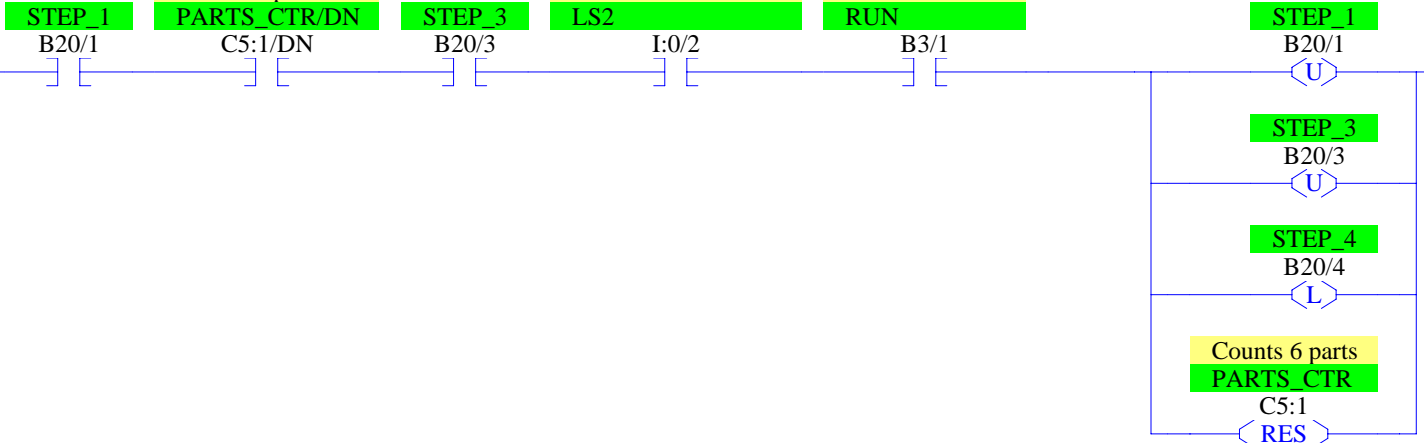 STEP_1 PARTS_CTR/DN STEP_3 LS2 RUN STEP_1
B20/1 C5:1/DN B20/3 I:0/2 B3/1 B20/1
U
STEP_3
B20/3
U
STEP_4
B20/4
L
Counts 6 parts
PARTS_CTR
C5:1
RES